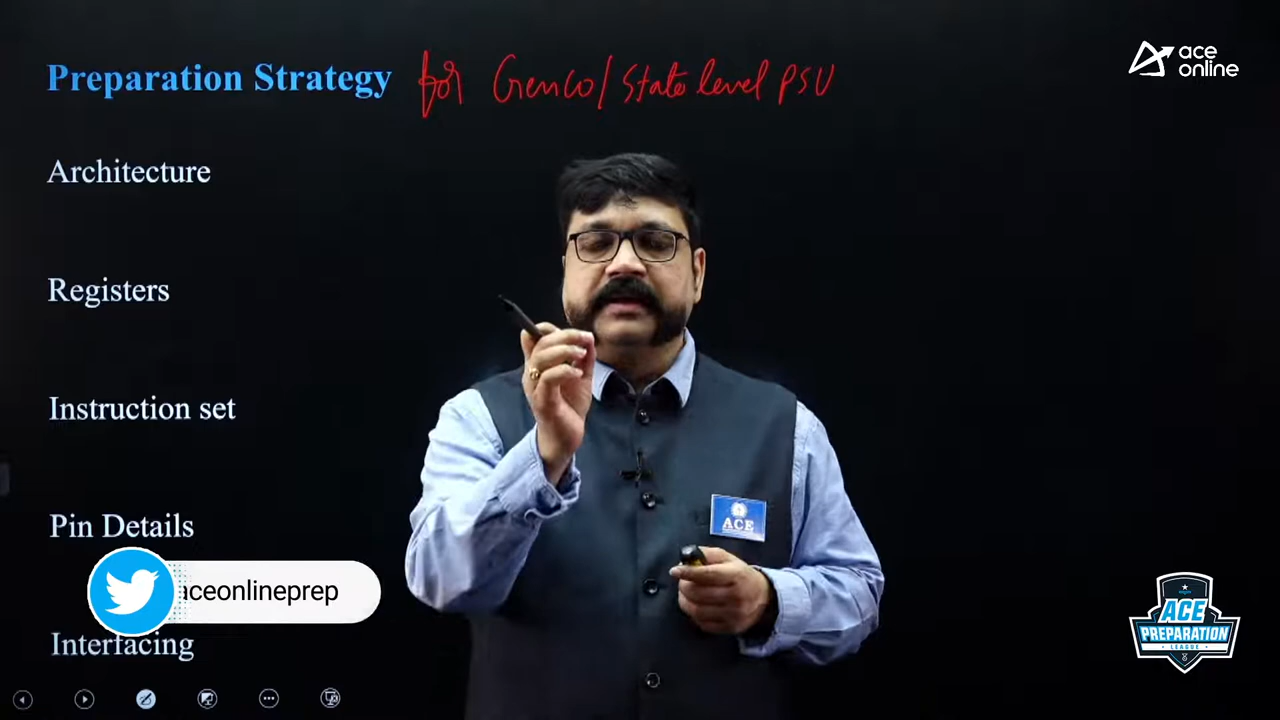 Preparation Strategy for Genco/State level PSU
ace
online
Architecture
Registers
Instruction set
Pin Details
ACE
aceonlineprep
Interfacing
ACE
PREPARATION
LEAGUE